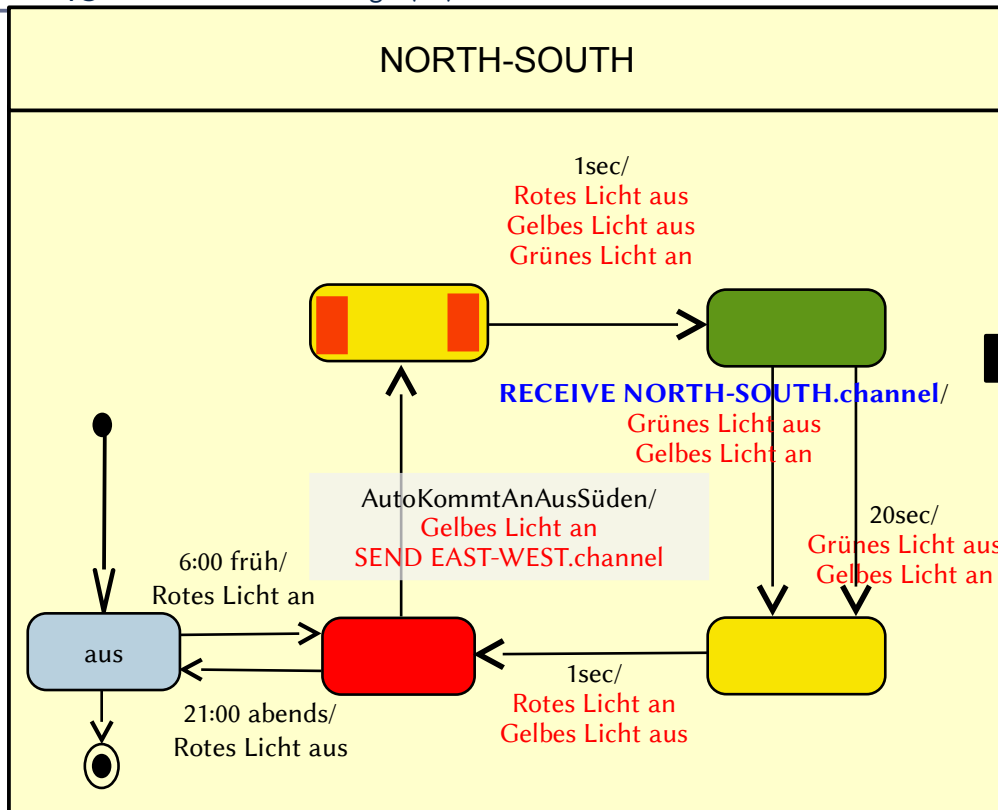 NORTH-SOUTH
1sec/
Rotes Licht aus
Gelbes Licht aus
Grünes Licht an
RECEIVE NORTH-SOUTH.channel/
Grünes Licht aus
Gelbes Licht an
AutoKommtAnAusSüden/
Gelbes Licht an
SEND EAST-WEST.channel
20sec/
Grünes Licht aus
Gelbes Licht an
6:00 früh/
Rotes Licht an
aus
1sec/
Rotes Licht an
Gelbes Licht aus
21:00 abends/
Rotes Licht aus